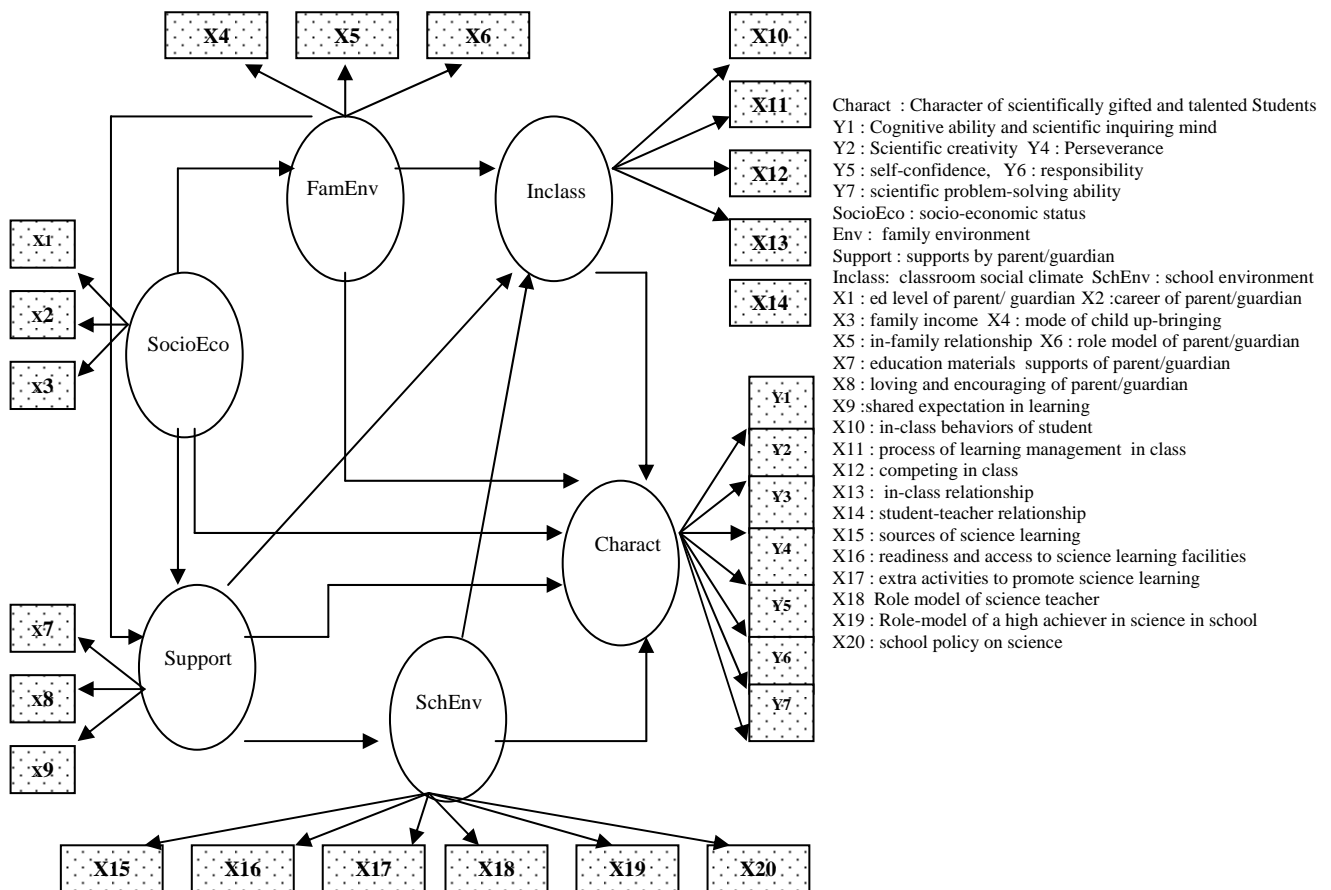 X4
X5
X6
X10
X11
X12
X13
X14
FamEnv
Inclass
X1
x2
x3
SocioEco
Y1
Y2
Y3
Y4
Y5
Y6
Y7
Charact
x7
x8
x9
Support
SchEnv
X15
X16
X17
X18
X19
X20
Charact : Character of scientifically gifted and talented Students
Y1 : Cognitive ability and scientific inquiring mind
Y2 : Scientific creativity Y4 : Perseverance
Y5 : self-confidence, Y6 : responsibility
Y7 : scientific problem-solving ability
SocioEco : socio-economic status
Env : family environment
Support : supports by parent/guardian
Inclass: classroom social climate SchEnv : school environment
X1 : ed level of parent/ guardian X2 :career of parent/guardian
X3 : family income X4 : mode of child up-bringing
X5 : in-family relationship X6 : role model of parent/guardian
X7 : education materials supports of parent/guardian
X8 : loving and encouraging of parent/guardian
X9 :shared expectation in learning
X10 : in-class behaviors of student
X11 : process of learning management in class
X12 : competing in class
X13 : in-class relationship
X14 : student-teacher relationship
X15 : sources of science learning
X16 : readiness and access to science learning facilities
X17 : extra activities to promote science learning
X18 Role model of science teacher
X19 : Role-model of a high achiever in science in school
X20 : school policy on science